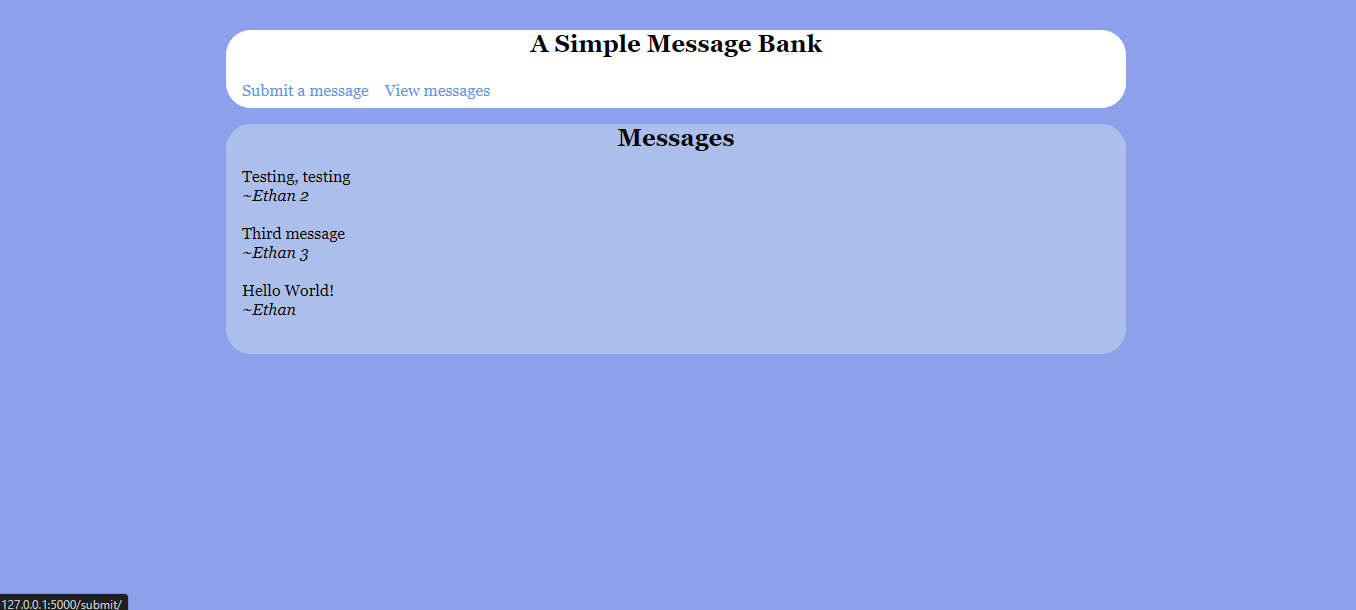 A Simple Message Bank
Submit a message View messages
Messages
Testing, testing
~Ethan 2
Third message
~Ethan 3
Hello World!
~Ethan
127.0.0.1:5000/submit/